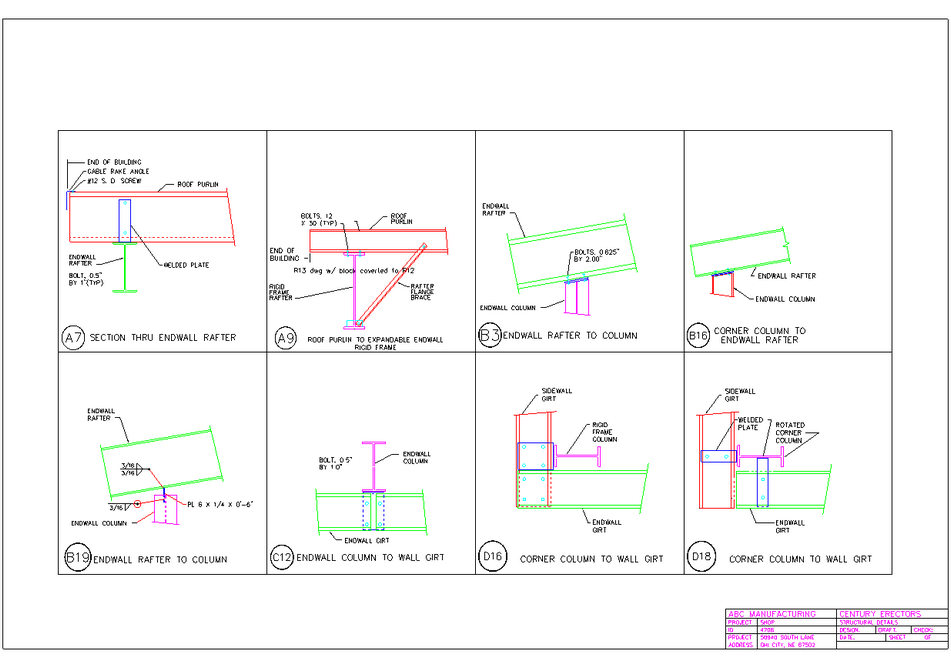 END OF BUILDING
GABLE RAKE ANGLE
#12 S. D SCREW
ROOF PURLIN
ENDWALL
RAFTER
BOLT, 0.5"
BY 1"(TYP)
WELDED PLATE
A7 SECTION THRU ENDWALL RAFTER
BOLTS, 12
X 30 (TYP)
ROOF
PURLIN
END OF
BUILDING
R13 dwg w/ block coverted to R12
RIGID
FRAME
RAFTER
RAFTER
FLANGE
BRACE
A9 ROOF PURLIN TO EXPANDABLE ENDWALL
RIGID FRAME
ENDWALL
RAFTER
BOLTS, 0.625"
BY 2.00"
ENDWALL COLUMN
B3 ENDWALL RAFTER TO COLUMN
ENDWALL RAFTER
ENDWALL COLUMN
B16 CORNER COLUMN TO
ENDWALL RAFTER
ENDWALL
RAFTER
3/16
3/16
3/16
PL 6 X 1/4 X 0'-6"
ENDWALL COLUMN
B19 ENDWALL RAFTER TO COLUMN
BOLT, 0.5"
BY 1.0"
ENDWALL
COLUMN
ENDWALL GIRT
C12 ENDWALL COLUMN TO WALL GIRT
SIDEWALL
GIRT
RIGID
FRAME
COLUMN
ENDWALL
GIRT
D16 CORNER COLUMN TO WALL GIRT
SIDEWALL
GIRT
WELDED
PLATE
ROTATED
CORNER
COLUMN
ENDWALL
GIRT
D18 CORNER COLUMN TO WALL GIRT
ABC MANUFACTURING CENTURY ERECTORS
PROJECT SHOP STRUCTURAL DETAILS
ID DESIGN: DRAFT: CHECK:
PROJECT SOUTH LANE DATE: SHEET OF
ADDRESS CITY, NE 67502